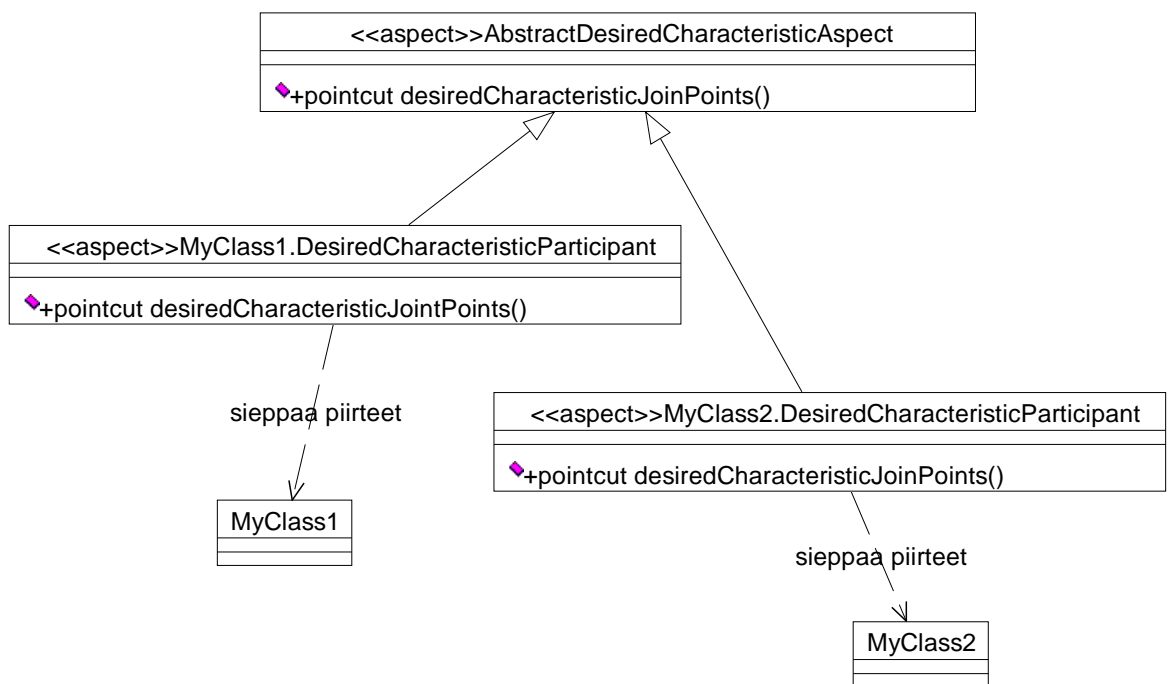 <<aspect>>AbstractDesiredCharacteristicAspect
+pointcut desiredCharacteristicJoinPoints()
<<aspect>>MyClass1.DesiredCharacteristicParticipant
+pointcut desiredCharacteristicJointPoints()
sieppaa piirteet
<<aspect>>MyClass2.DesiredCharacteristicParticipant
+pointcut desiredCharacteristicJoinPoints()
MyClass1
sieppaa piirteet
MyClass2